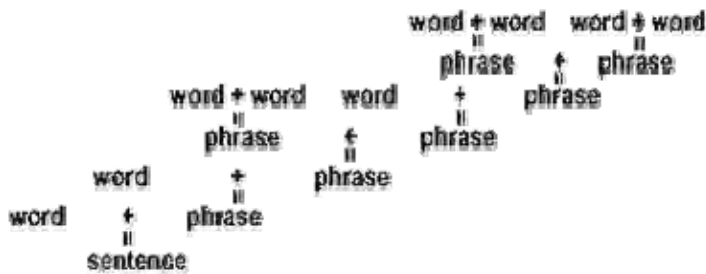 word + word word + word
= =
phrase + phrase
word + word word + =
= = phrase
phrase + phrase
word + =
= phrase
word + phrase
=
sentence